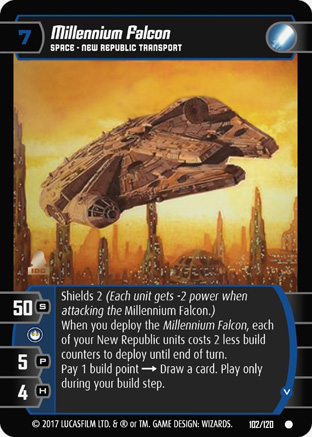 7
Millennium Falcon
SPACE - NEW REPUBLIC TRANSPORT
50 S
5 P
4 H
Shields 2 (Each unit gets -2 power when
attacking the Millennium Falcon.)
When you deploy the Millennium Falcon, each
of your New Republic units costs 2 less build
counters to deploy until end of turn.
Pay 1 build point → Draw a card. Play only
during your build step.
V
© 2017 LUCASFILM LTD. & ® or TM. GAME DESIGN: WIZARDS. 102/120